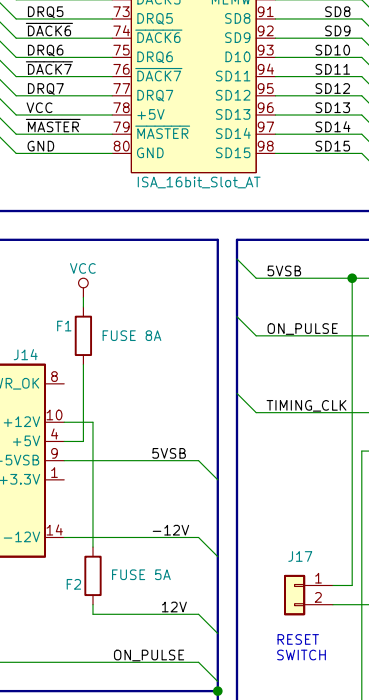 DRQ5 73 DRQ5 SD8 91 SD8
DACK6 74 DACK6 SD9 92 SD9
DRQ6 75 DRQ6 D10 93 SD10
DACK7 76 DACK7 SD11 94 SD11
DRQ7 77 DRQ7 SD12 95 SD12
VCC 78 +5V SD13 96 SD13
MASTER 79 MASTER SD14 97 SD14
GND 80 GND SD15 98 SD15
ISA_16bit_Slot_AT
VCC
F1 FUSE 8A
J14
WR_OK 8
+12V 10
+5V 4
5VSB 9 5VSB
+3.3V 1
-12V 14 -12V
F2 FUSE 5A
12V
ON_PULSE
5VSB
ON_PULSE
TIMING_CLK
J17
1
2
RESET
SWITCH